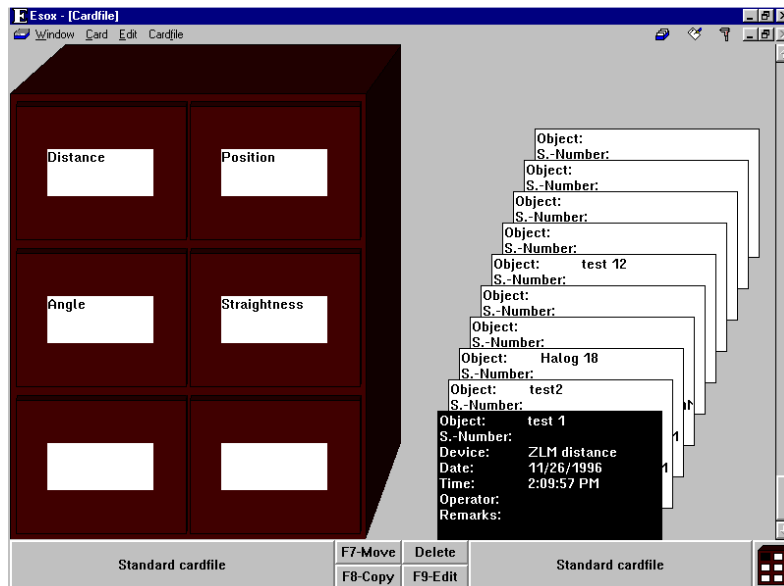 Esox - [Cardfile]
Window Card Edit Cardfile
Distance
Position
Angle
Straightness
Object:
S.-Number:
Object:
S.-Number:
Object:
S.-Number:
Object:
S.-Number:
Object: test 12
S.-Number:
Object:
S.-Number:
Object:
S.-Number:
Object: Halog 18
S.-Number:
Object: test2
S.-Number:
Object: test 1
S.-Number:
Device: ZLM distance
Date: 11/26/1996
Time: 2:09:57 PM
Operator:
Remarks:
Standard cardfile
F7-Move Delete
F8-Copy F9-Edit
Standard cardfile